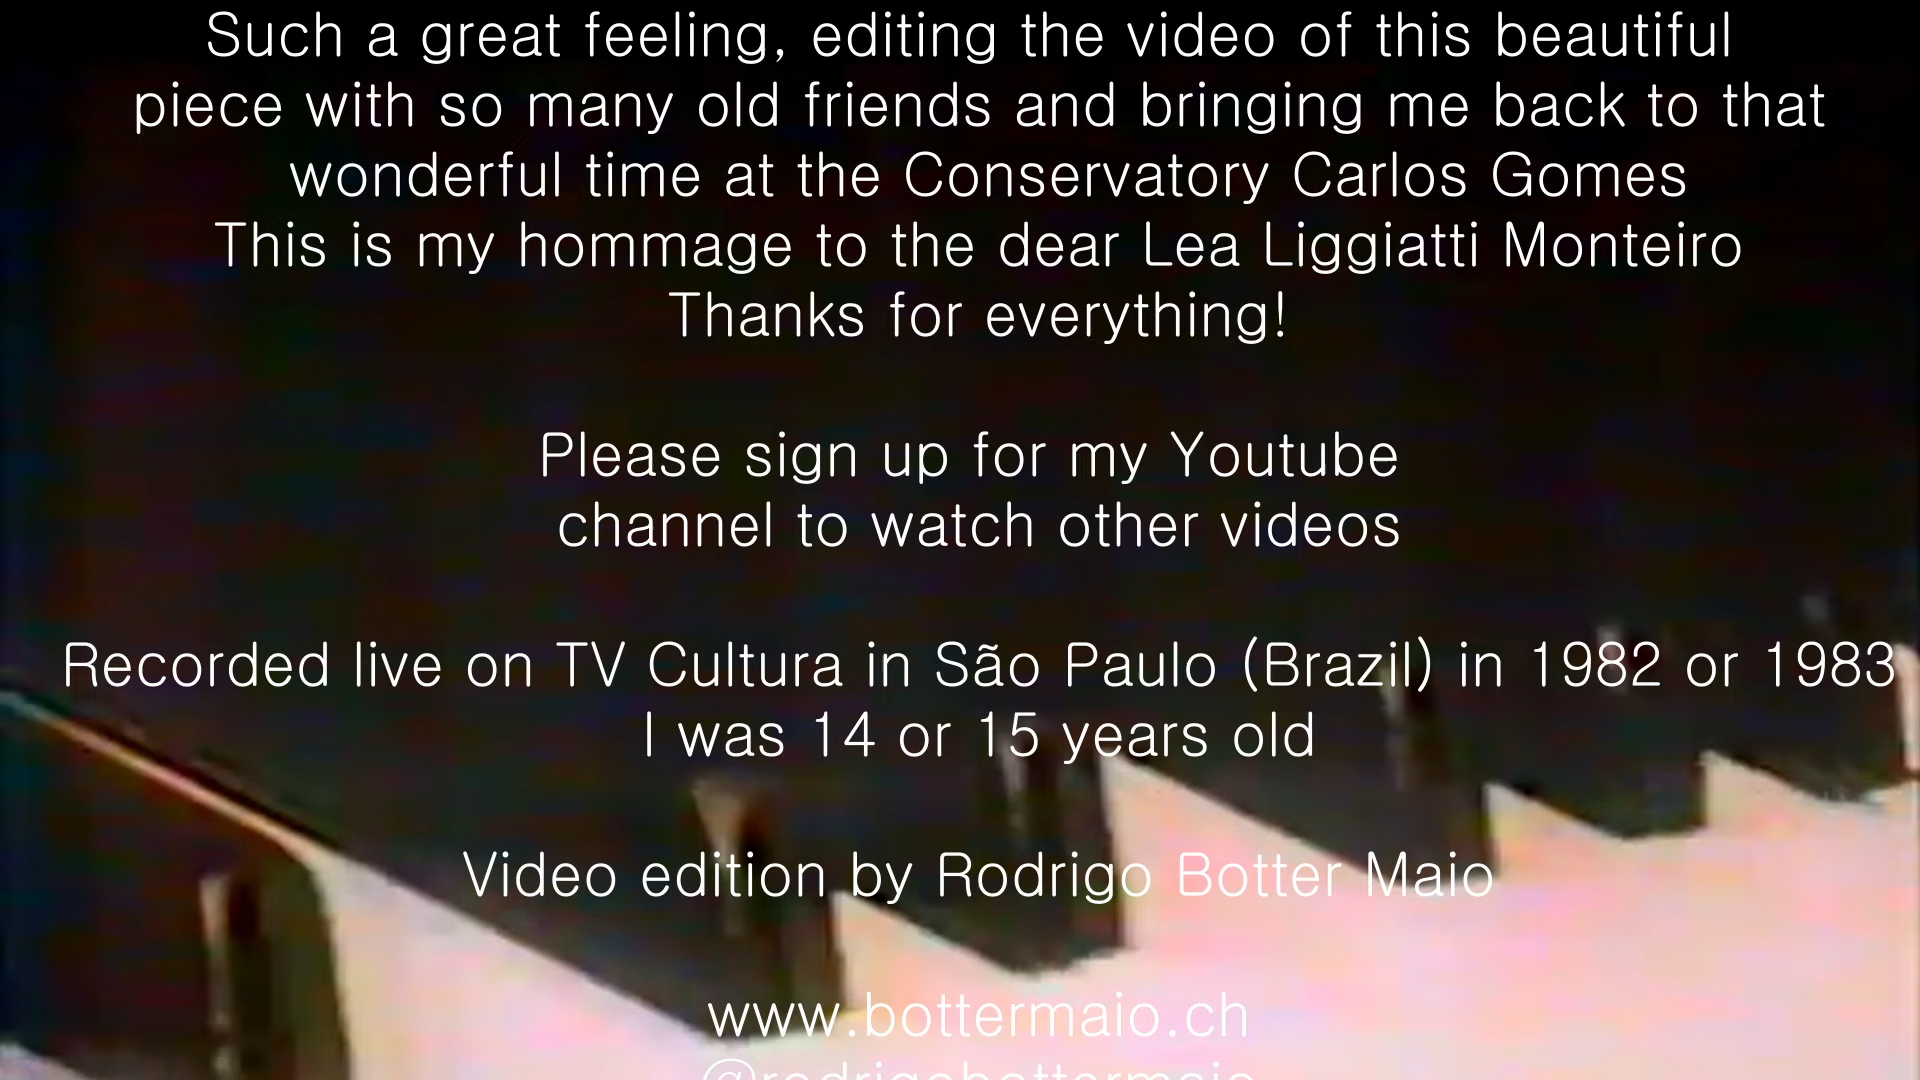 Such a great feeling, editing the video of this beautiful
piece with so many old friends and bringing me back to that
wonderful time at the Conservatory Carlos Gomes
This is my hommage to the dear Lea Liggiatti Monteiro
Thanks for everything!
Please sign up for my Youtube
channel to watch other videos
Recorded live on TV Cultura in São Paulo (Brazil) in 1982 or 1983
I was 14 or 15 years old
Video edition by Rodrigo Botter Maio
www.bottermaio.ch
@rodrigobottermaio